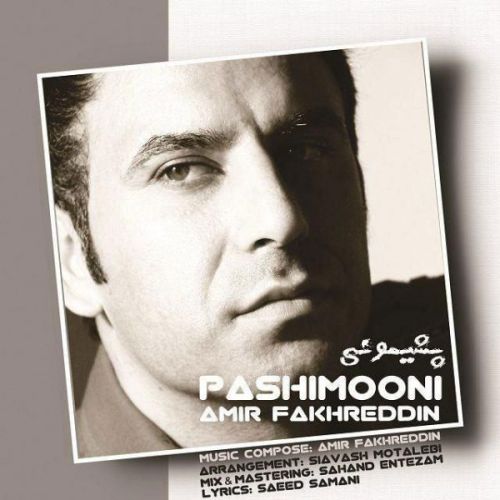 پشیمونی
PASHIMOONI
AMIR FAKHREDDIN
MUSIC COMPOSE: AMIR FAKHREDDIN
ARRANGEMENT: SIAVASH MOTALEBI
MIX & MASTERING: SAHAND ENTEZAM
LYRICS: SAEED SAMANI